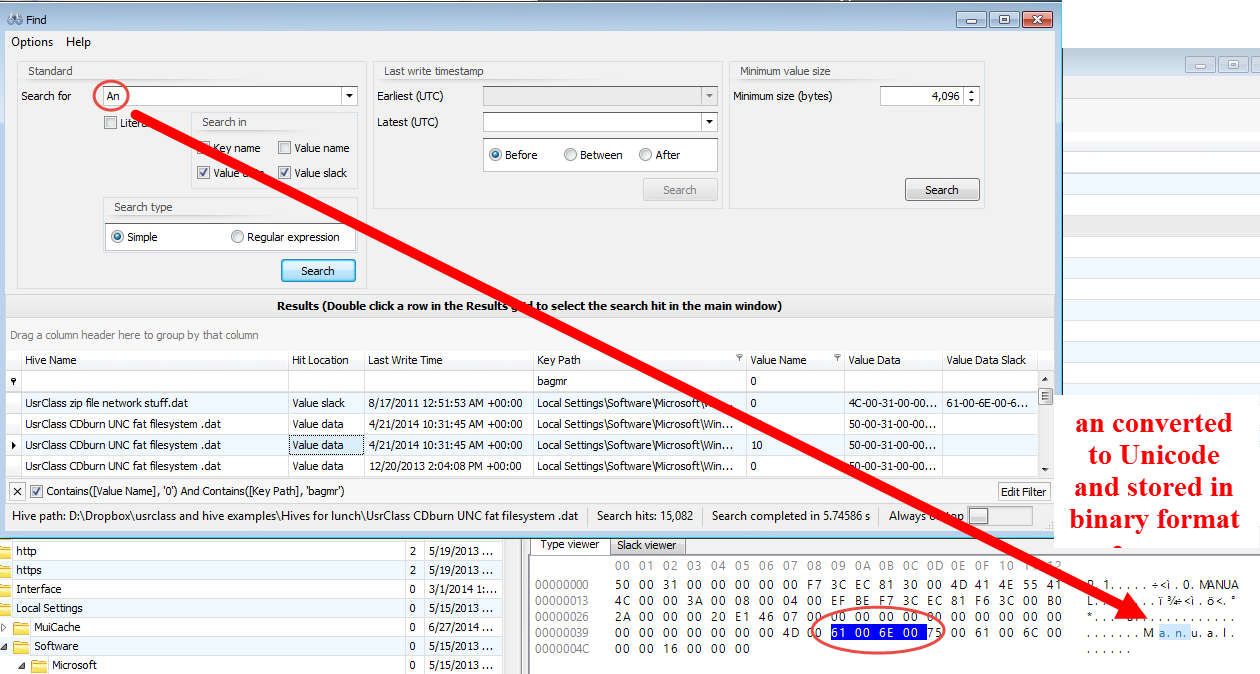 Find
Options Help
Standard
Search for An
Search in
Key name Value name
Value Value slack
Search type
Simple Regular expression
Search
Last write timestamp
Earliest (UTC)
Latest (UTC)
Before Between After
Search
Minimum value size
Minimum size (bytes) 4,096
Search
Results (Double click a row in the Results grid to select the search hit in the main window)
Drag a column header here to group by that column
Hive Name Hit Location Last Write Time Key Path Value Name Value Data Value Data Slack
bagmr 0
UsrClass zip file network stuff.dat Value slack 8/17/2011 12:51:53 AM +00:00 Local Settings\Software\Microsoft\ 0 4C-00-31-00-00... 61-00-6E-00-6...
UsrClass CDburn UNC fat filesystem .dat Value data 4/21/2014 10:31:45 AM +00:00 Local Settings\Software\Microsoft\Win... 50-00-31-00-00...
UsrClass CDburn UNC fat filesystem .dat Value data 4/21/2014 10:31:45 AM +00:00 Local Settings\Software\Microsoft\Win... 10 50-00-31-00-00...
UsrClass CDburn UNC fat filesystem .dat Value data 12/20/2013 2:04:08 PM +00:00 Local Settings\Software\Microsoft\Win... 0 50-00-31-00-00...
Contains([Value Name], '0') And Contains([Key Path], 'bagmr') Edit Filter
Hive path: D:\Dropbox\usrclass and hive examples\Hives for lunch\UsrClass CDburn UNC fat filesystem .dat Search hits: 15,082 Search completed in 5.74586 s Always top
an converted
to Unicode
and stored in
binary format
http 2 5/19/2013 ...
https 2 5/19/2013 ...
Interface 0 3/1/2014 1:...
Local Settings 0 5/15/2013 ...
MuiCache 0 6/27/2014 ...
Software 0 5/15/2013 ...
Microsoft 0 5/15/2013 ...
Type viewer Slack viewer
00 01 02 03 04 05 06 07 08 09 0A 0B 0C 0D 0E 0F 10 11 12
00000000 50 00 31 00 00 00 00 00 F7 3C EC 81 30 00 4D 41 4E 55 41 P.1.....÷<ì.0.MANUA
00000013 4C 00 00 3A 00 08 00 04 00 EF BE F7 3C EC 81 F6 3C 00 B0
00000026 2A 00 00 00 20 E1 46 07 00 00 00 00 00 00 00 00 00 00 00
00000039 00 00 00 00 00 00 00 4D 00 61 00 6E 00 75 00 61 00 6C 00 .......M.a.n.u.a.l.
0000004C 00 00 16 00 00 00 ......